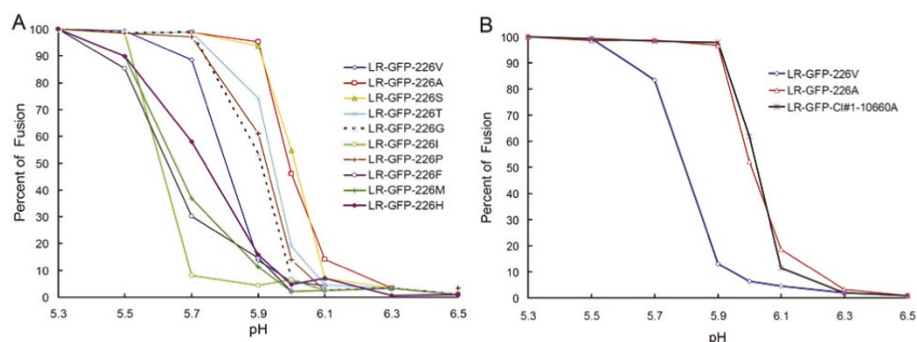 A
Percent of Fusion
100
90
80
70
60
50
40
30
20
10
0
5.3 5.5 5.7 5.9 6.1 6.3 6.5
pH
LR-GFP-226V
LR-GFP-226A
LR-GFP-226S
LR-GFP-226T
LR-GFP-226G
LR-GFP-226I
LR-GFP-226P
LR-GFP-226F
LR-GFP-226M
LR-GFP-226H
B
Percent of Fusion
100
90
80
70
60
50
40
30
20
10
0
5.3 5.5 5.7 5.9 6.1 6.3 6.5
pH
LR-GFP-226V
LR-GFP-226A
LR-GFP-Cl#1-10660A